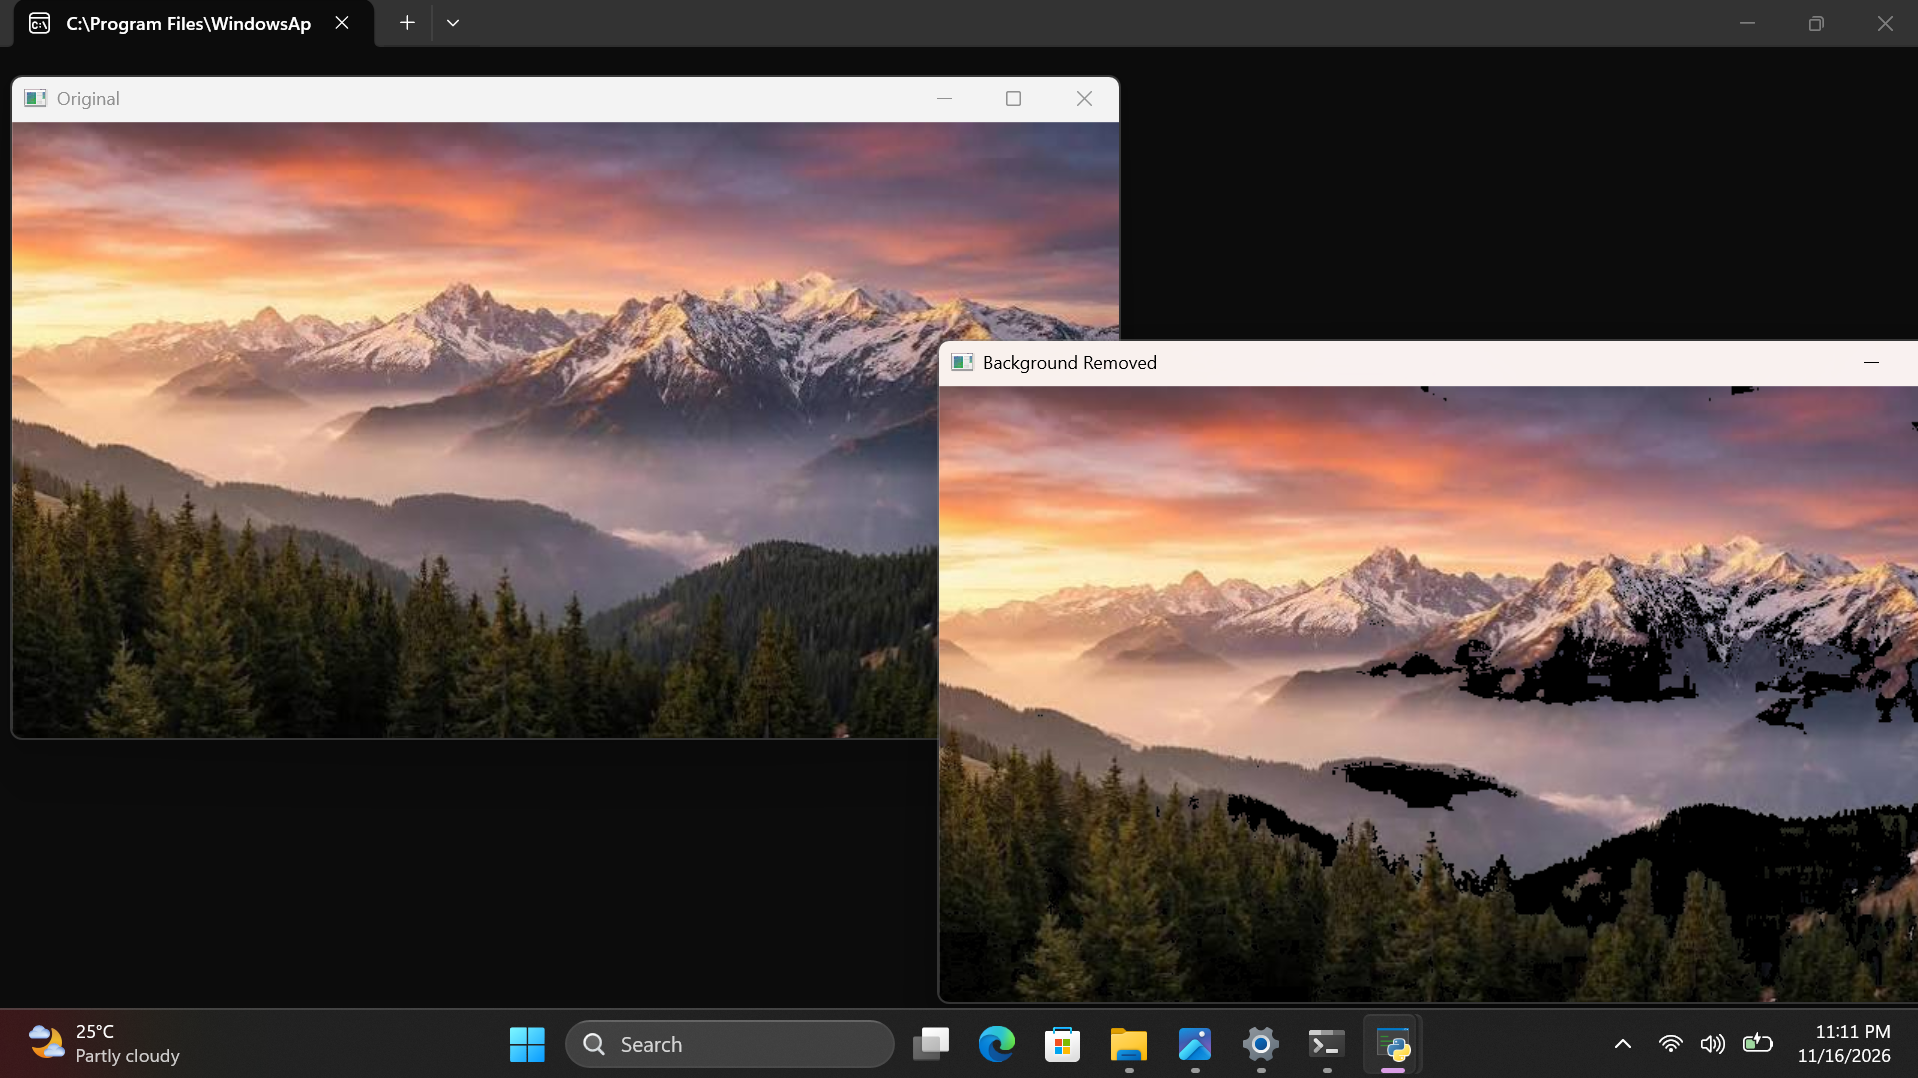 C:\Program Files\WindowsAp
Original
Background Removed
25°C
Partly cloudy
Search
11:11 PM
11/16/2026